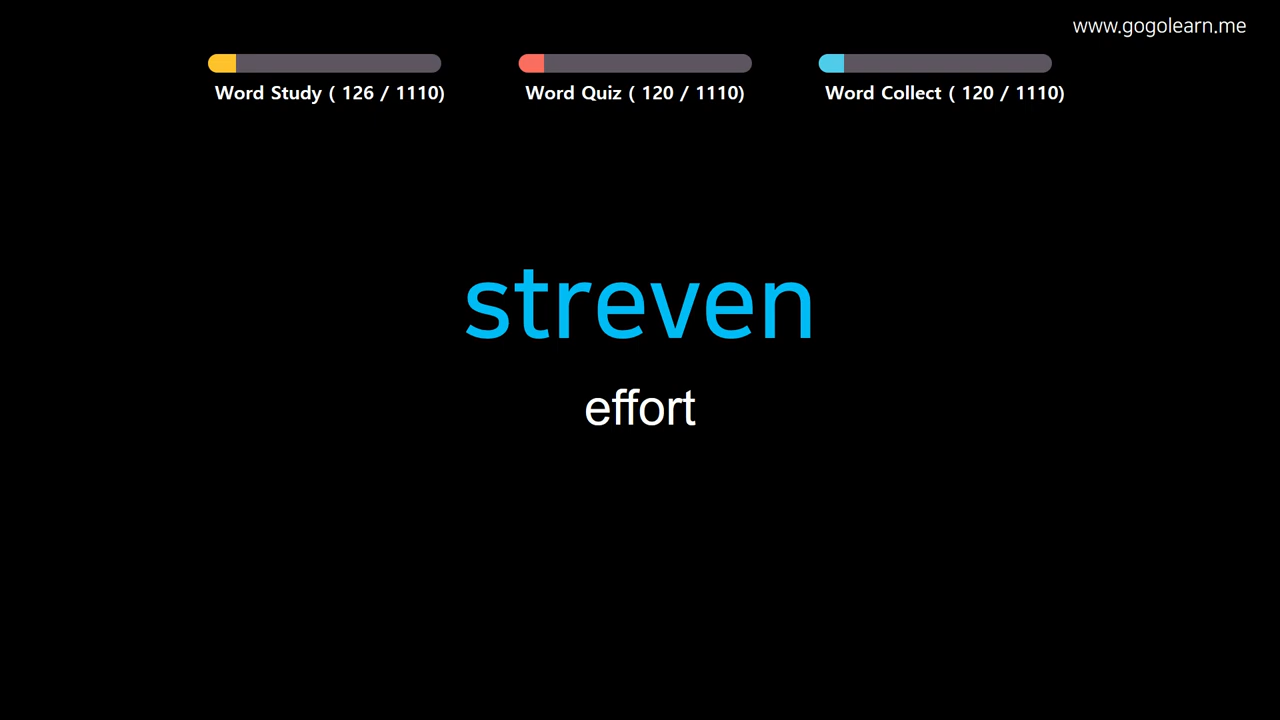 www.gogolearn.me
Word Study ( 126 / 1110)
Word Quiz ( 120 / 1110)
Word Collect ( 120 / 1110)
streven
effort